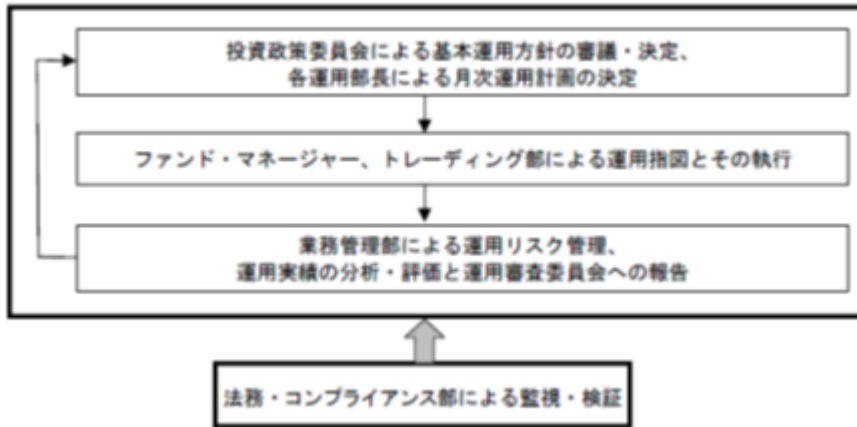 投資政策委員会による基本運用方針の審議・決定、
各運用部長による月次運用計画の決定
ファンド・マネージャー、トレーディング部による運用指図とその執行
業務管理部による運用リスク管理、
運用実績の分析・評価と運用審査委員会への報告
法務・コンプライアンス部による監視・検証